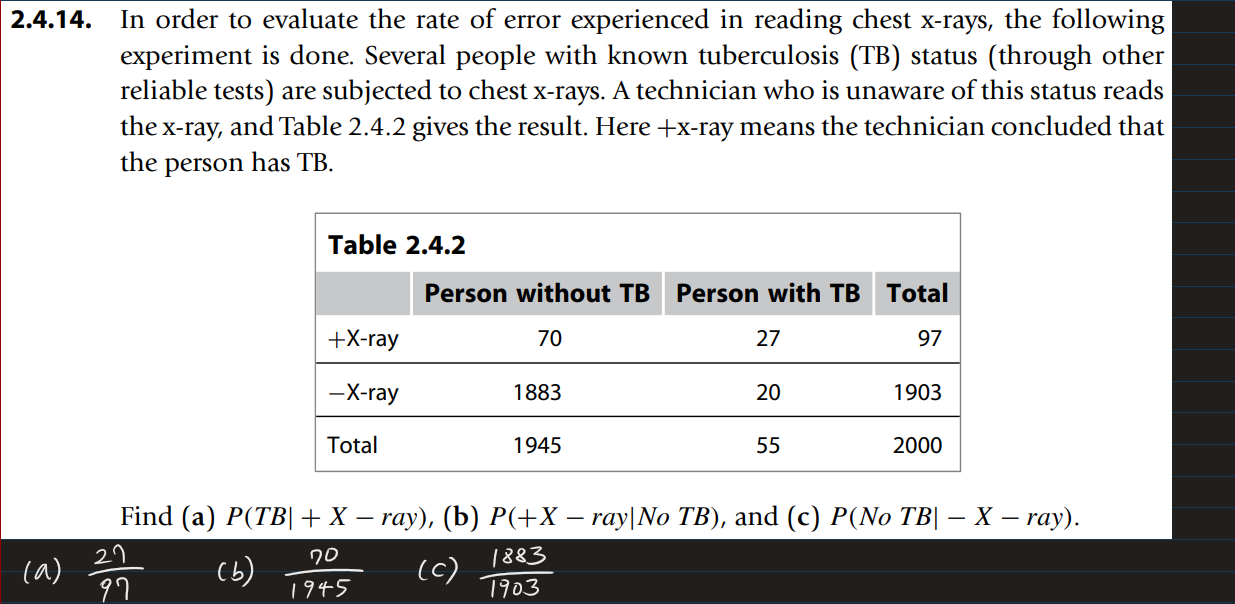 2.4.14. In order to evaluate the rate of error experienced in reading chest x-rays, the following
experiment is done. Several people with known tuberculosis (TB) status (through other
reliable tests) are subjected to chest x-rays. A technician who is unaware of this status reads
the x-ray, and Table 2.4.2 gives the result. Here +x-ray means the technician concluded that
the person has TB.
Table 2.4.2
Person without TB Person with TB Total
+X-ray 70 27 97
−X-ray 1883 20 1903
Total 1945 55 2000
Find (a) P(TB| + X − ray), (b) P(+X − ray|No TB), and (c) P(No TB| − X − ray).
(a) 27/97 (b) 70/1945 (c) 1883/1903